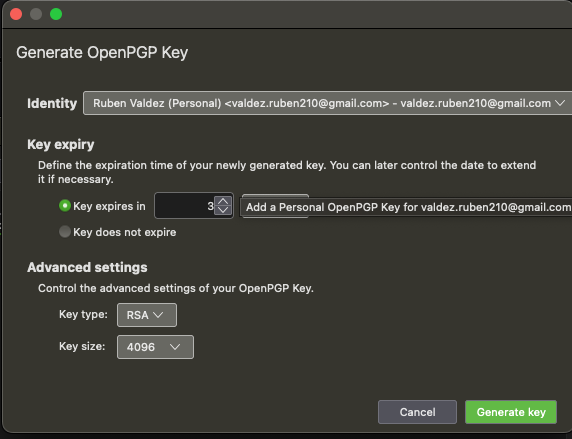 Generate OpenPGP Key
Identity
Ruben Valdez (Personal) <valdez.ruben210@gmail.com> - valdez.ruben210@gmail.com
Key expiry
Define the expiration time of your newly generated key. You can later control the date to extend
it if necessary.
Key expires in
3
Add a Personal OpenPGP Key for valdez.ruben210@gmail.com
Key does not expire
Advanced settings
Control the advanced settings of your OpenPGP Key.
Key type:
RSA
Key size:
4096
Cancel
Generate key